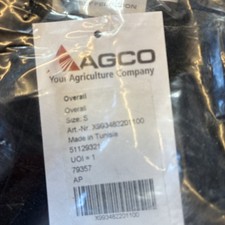 AGCO
Your Agriculture Company
Overall
Overall
Size: S
Art.-Nr. X993482201100
Made in Tunisia
51129321
UOI = 1
79357
AP
X993482201100